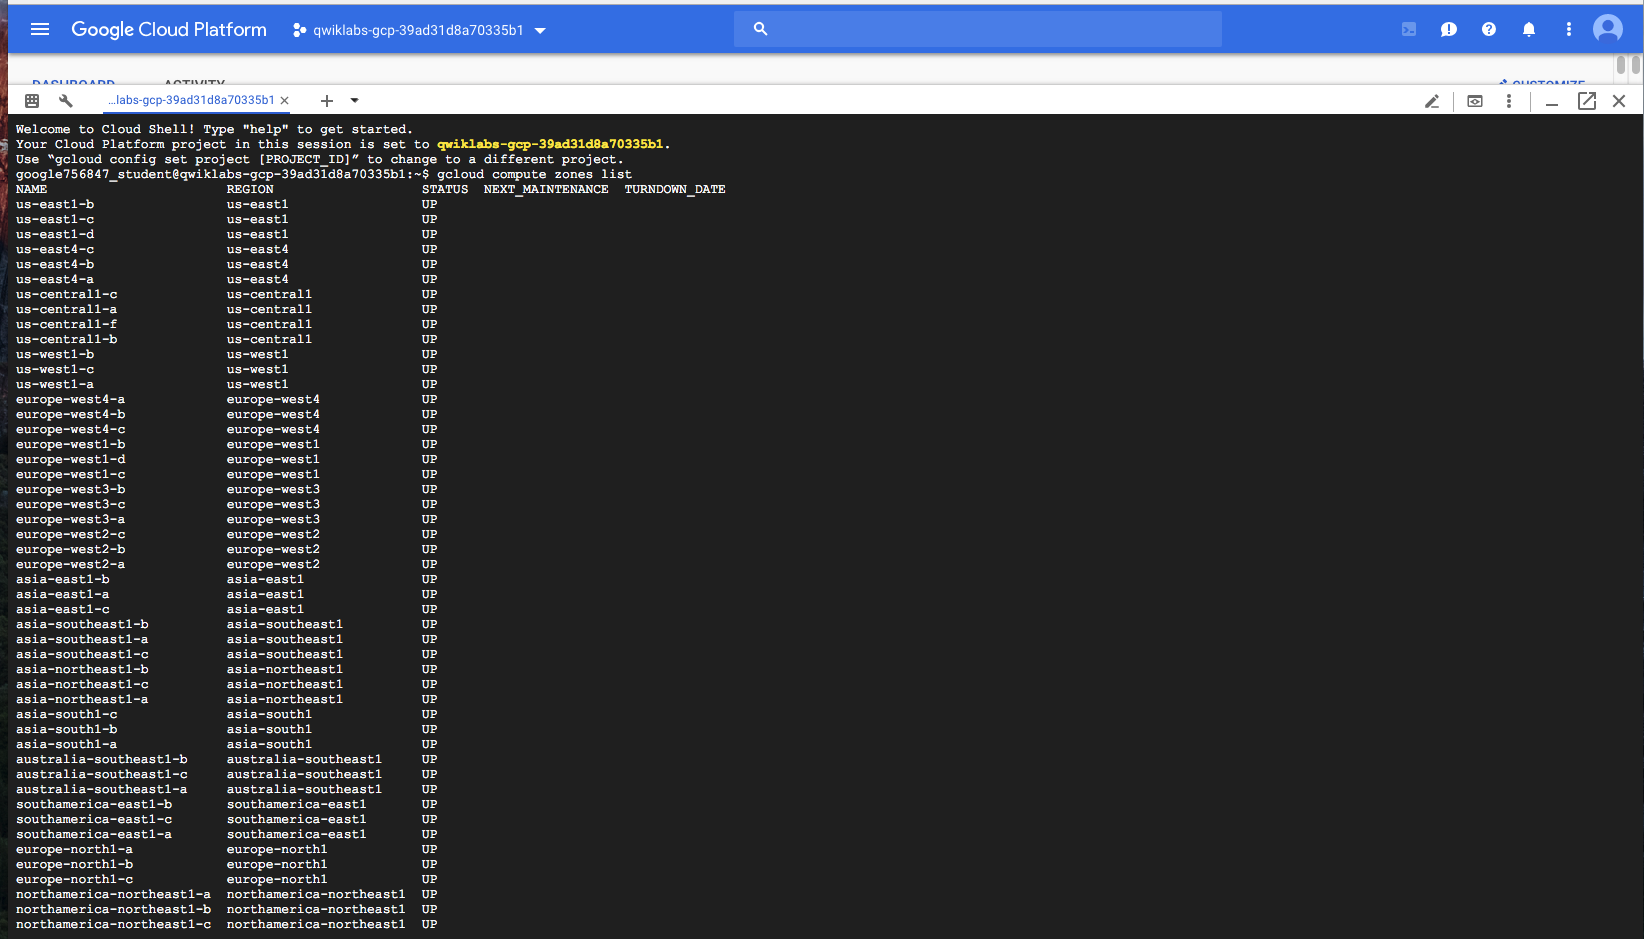 Google Cloud Platform qwiklabs-gcp-39ad31d8a70335b1
DASHBOARD ACTIVITY CUSTOMIZE
...labs-gcp-39ad31d8a70335b1
Welcome to Cloud Shell! Type "help" to get started.
Your Cloud Platform project in this session is set to qwiklabs-gcp-39ad31d8a70335b1.
Use “gcloud config set project [PROJECT_ID]” to change to a different project.
google756847_student@qwiklabs-gcp-39ad31d8a70335b1:~$ gcloud compute zones list
NAME REGION STATUS NEXT_MAINTENANCE TURNDOWN_DATE
us-east1-b us-east1 UP
us-east1-c us-east1 UP
us-east1-d us-east1 UP
us-east4-c us-east4 UP
us-east4-b us-east4 UP
us-east4-a us-east4 UP
us-central1-c us-central1 UP
us-central1-a us-central1 UP
us-central1-f us-central1 UP
us-central1-b us-central1 UP
us-west1-b us-west1 UP
us-west1-c us-west1 UP
us-west1-a us-west1 UP
europe-west4-a europe-west4 UP
europe-west4-b europe-west4 UP
europe-west4-c europe-west4 UP
europe-west1-b europe-west1 UP
europe-west1-d europe-west1 UP
europe-west1-c europe-west1 UP
europe-west3-b europe-west3 UP
europe-west3-c europe-west3 UP
europe-west3-a europe-west3 UP
europe-west2-c europe-west2 UP
europe-west2-b europe-west2 UP
europe-west2-a europe-west2 UP
asia-east1-b asia-east1 UP
asia-east1-a asia-east1 UP
asia-east1-c asia-east1 UP
asia-southeast1-b asia-southeast1 UP
asia-southeast1-a asia-southeast1 UP
asia-southeast1-c asia-southeast1 UP
asia-northeast1-b asia-northeast1 UP
asia-northeast1-c asia-northeast1 UP
asia-northeast1-a asia-northeast1 UP
asia-south1-c asia-south1 UP
asia-south1-b asia-south1 UP
asia-south1-a asia-south1 UP
australia-southeast1-b australia-southeast1 UP
australia-southeast1-c australia-southeast1 UP
australia-southeast1-a australia-southeast1 UP
southamerica-east1-b southamerica-east1 UP
southamerica-east1-c southamerica-east1 UP
southamerica-east1-a southamerica-east1 UP
europe-north1-a europe-north1 UP
europe-north1-b europe-north1 UP
europe-north1-c europe-north1 UP
northamerica-northeast1-a northamerica-northeast1 UP
northamerica-northeast1-b northamerica-northeast1 UP
northamerica-northeast1-c northamerica-northeast1 UP